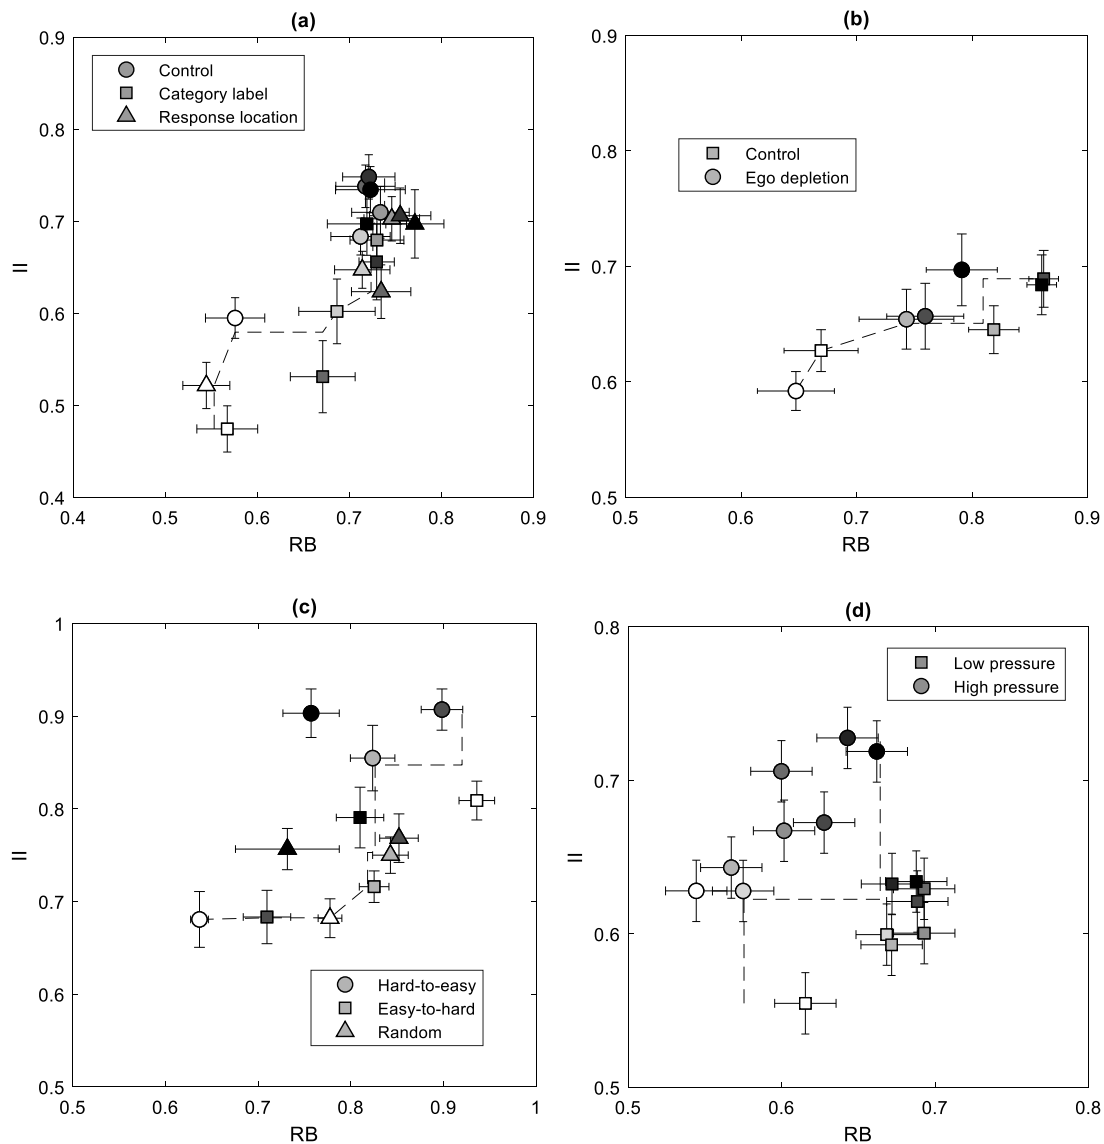 (a)
0.9
0.8
0.7
0.6
0.5
0.4
II
Control
Category label
Response location
0.4
0.5
0.6
0.7
0.8
0.9
RB
(b)
0.9
0.8
0.7
0.6
0.5
II
Control
Ego depletion
0.5
0.6
0.7
0.8
0.9
RB
(c)
1
0.9
0.8
0.7
0.6
0.5
II
Hard-to-easy
Easy-to-hard
Random
0.5
0.6
0.7
0.8
0.9
1
RB
(d)
0.8
0.7
0.6
0.5
II
Low pressure
High pressure
0.5
0.6
0.7
0.8
RB